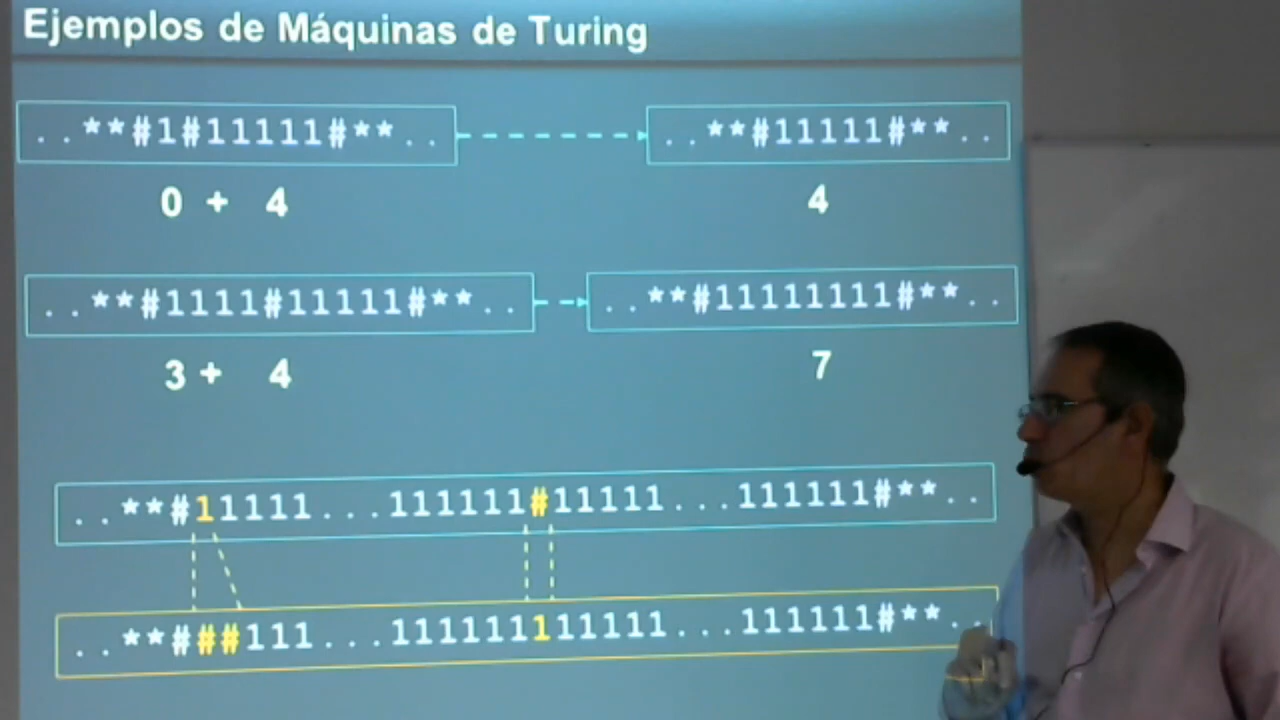 Ejemplos de Máquinas de Turing
..**#1#11111#**..
..**#11111#**..
0 + 4
4
..**#1111#11111#**..
..**#11111111#**..
3 + 4
7
..**#11111...111111#11111...111111#**..
..**###111...111111111111...111111#**..